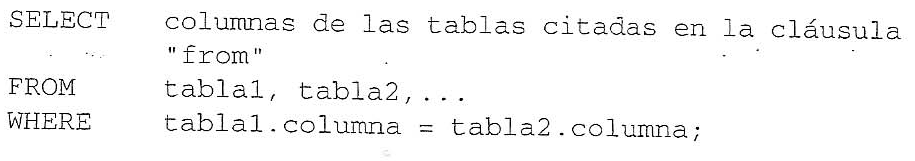 SELECT columnas de las tablas citadas en la cláusula
"from"
FROM tabla1, tabla2,...
WHERE tabla1.columna = tabla2.columna;